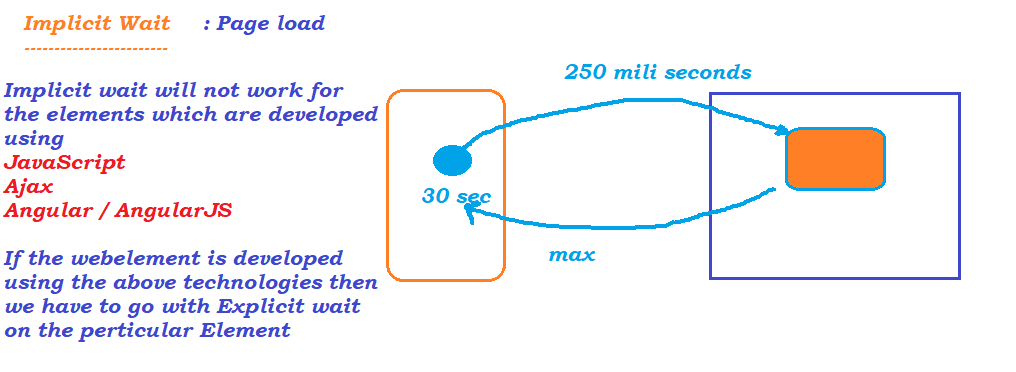 Implicit Wait : Page load
------------------------
Implicit wait will not work for
the elements which are developed
using
JavaScript
Ajax
Angular / AngularJS
If the webelement is developed
using the above technologies then
we have to go with Explicit wait
on the perticular Element
250 mili seconds
30 sec
max